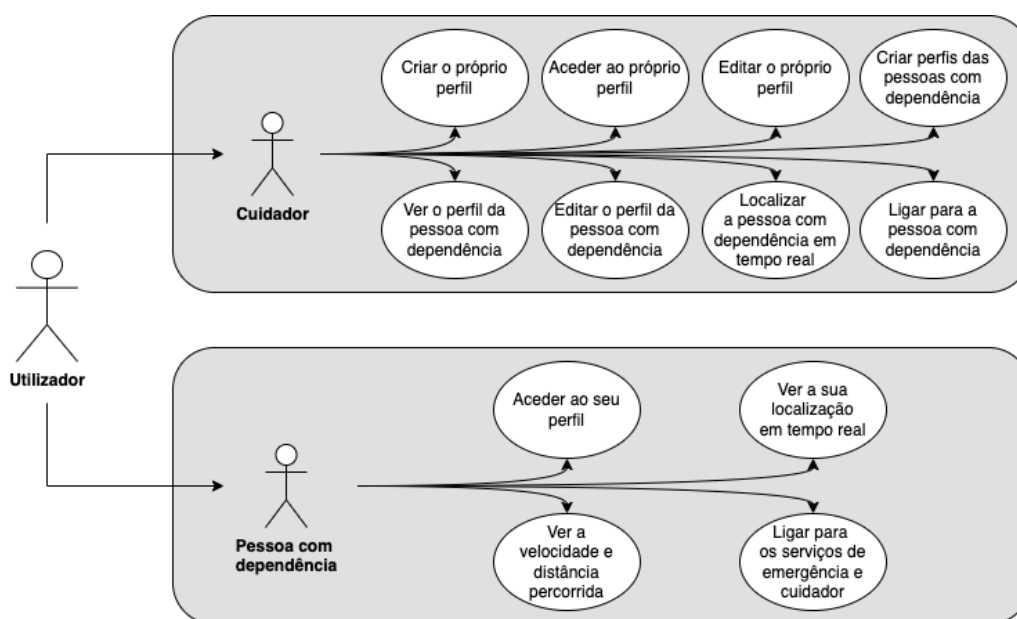 Criar o próprio
perfil
Aceder ao próprio
perfil
Editar o próprio
perfil
Criar perfis das
pessoas com
dependência
Cuidador
Ver o perfil da
pessoa com
dependência
Editar o perfil da
pessoa com
dependência
Localizar
a pessoa com
dependência em
tempo real
Ligar para a
pessoa com
dependência
Utilizador
Aceder ao seu
perfil
Ver a sua
localização
em tempo real
Pessoa com
dependência
Ver a
velocidade e
distância
percorrida
Ligar para
os serviços de
emergência e
cuidador